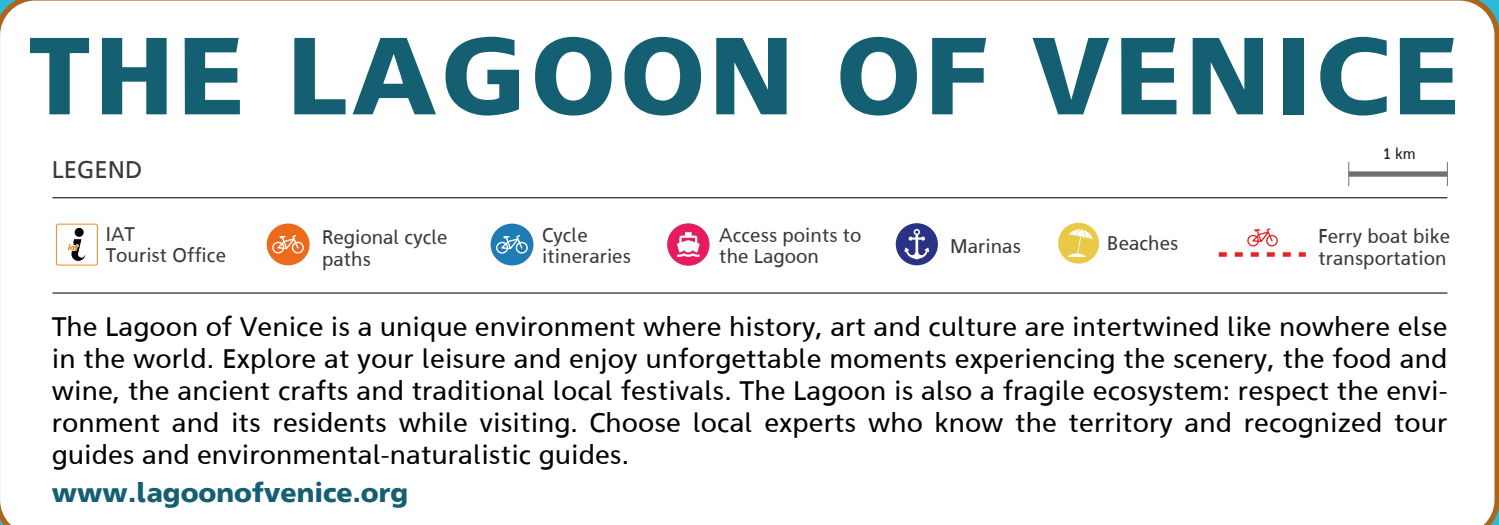 THE LAGOON OF VENICE
LEGEND
1 km
iat
IAT
Tourist Office
Regional cycle
paths
Cycle
itineraries
Access points to
the Lagoon
Marinas
Beaches
Ferry boat bike
transportation
The Lagoon of Venice is a unique environment where history, art and culture are intertwined like nowhere else
in the world. Explore at your leisure and enjoy unforgettable moments experiencing the scenery, the food and
wine, the ancient crafts and traditional local festivals. The Lagoon is also a fragile ecosystem: respect the envi-
ronment and its residents while visiting. Choose local experts who know the territory and recognized tour
guides and environmental-naturalistic guides.
www.lagoonofvenice.org